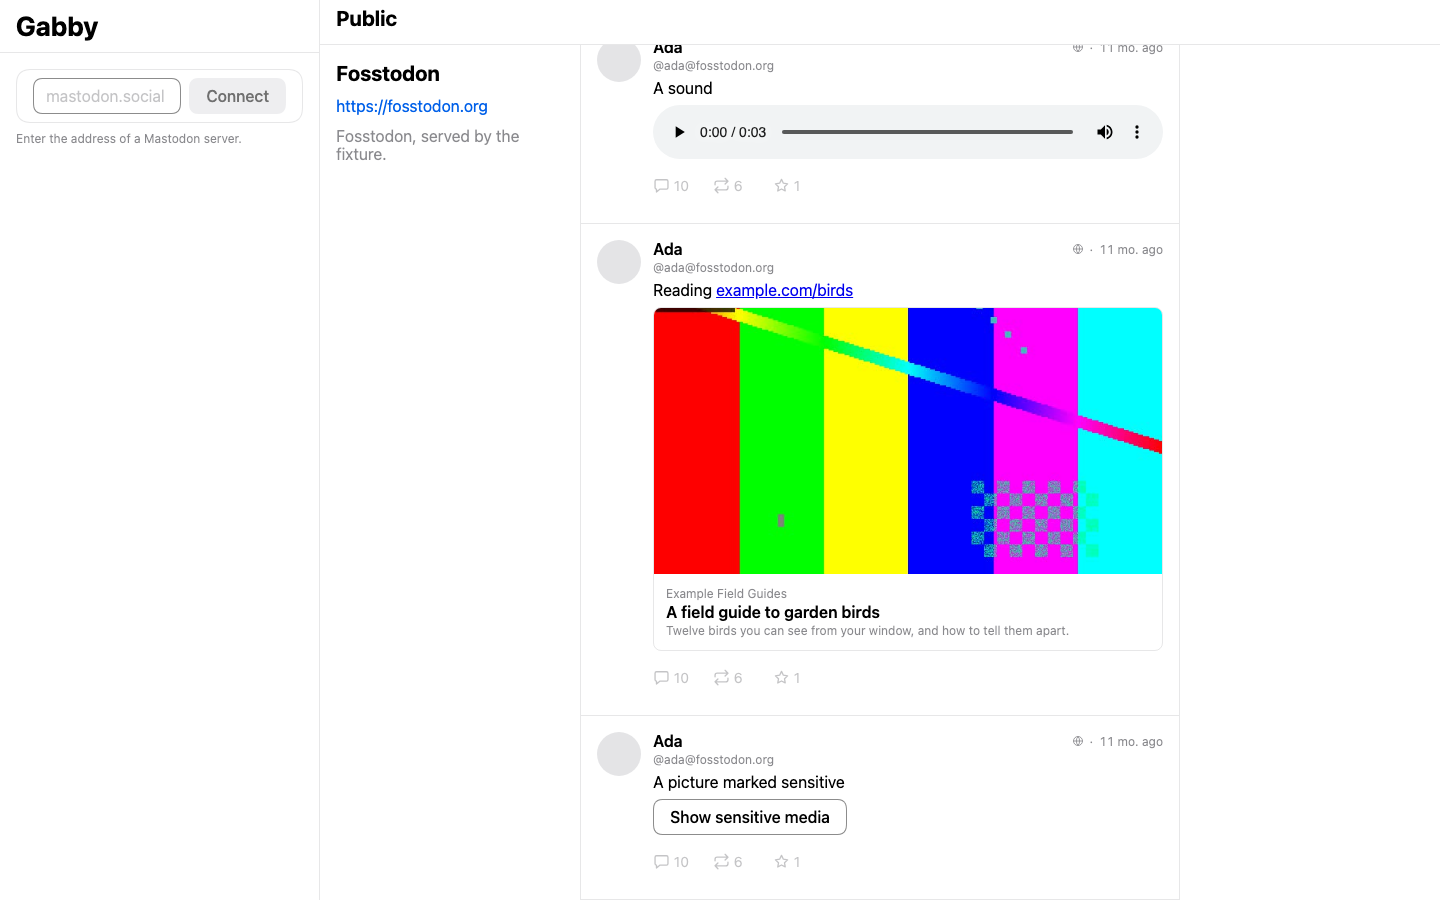 Gabby
mastodon.social
Connect
Enter the address of a Mastodon server.
Public
Fosstodon
https://fosstodon.org
Fosstodon, served by the
fixture.
Ada
· 11 mo. ago
@ada@fosstodon.org
A sound
0:00 / 0:03
10 6 1
Ada
· 11 mo. ago
@ada@fosstodon.org
Reading example.com/birds
Example Field Guides
A field guide to garden birds
Twelve birds you can see from your window, and how to tell them apart.
10 6 1
Ada
· 11 mo. ago
@ada@fosstodon.org
A picture marked sensitive
Show sensitive media
10 6 1